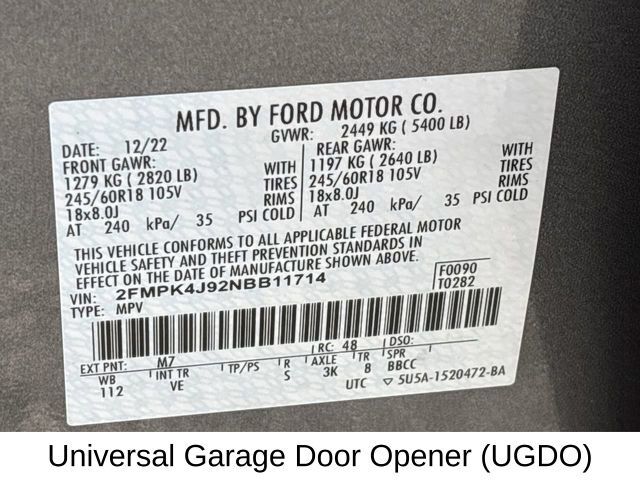 MFD. BY FORD MOTOR CO.
DATE: 12/22 GVWR: 2449 KG ( 5400 LB)
FRONT GAWR: REAR GAWR:
1279 KG ( 2820 LB) WITH 1197 KG ( 2640 LB) WITH
245/60R18 105V TIRES 245/60R18 105V TIRES
18x8.0J RIMS 18x8.0J RIMS
AT 240 kPa/ 35 PSI COLD AT 240 kPa/ 35 PSI COLD
THIS VEHICLE CONFORMS TO ALL APPLICABLE FEDERAL MOTOR
VEHICLE SAFETY AND THEFT PREVENTION STANDARDS IN
EFFECT ON THE DATE OF MANUFACTURE SHOWN ABOVE.
VIN: 2FMPK4J92NBB11714 F0090
TYPE: MPV T0282
EXT PNT: M7 RC: 48 DSO:
WB INT TR TP/PS R AXLE TR SPR
112 VE S 3K 8 BBCC
UTC ▽ 5U5A-1520472-BA
Universal Garage Door Opener (UGDO)